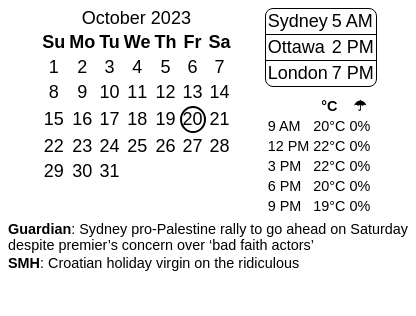 October 2023
Su Mo Tu We Th Fr Sa
1 2 3 4 5 6 7
8 9 10 11 12 13 14
15 16 17 18 19 20 21
22 23 24 25 26 27 28
29 30 31
Sydney 5 AM
Ottawa 2 PM
London 7 PM
°C ☂
9 AM 20°C 0%
12 PM 22°C 0%
3 PM 22°C 0%
6 PM 20°C 0%
9 PM 19°C 0%
Guardian: Sydney pro-Palestine rally to go ahead on Saturday
despite premier’s concern over ‘bad faith actors’
SMH: Croatian holiday virgin on the ridiculous